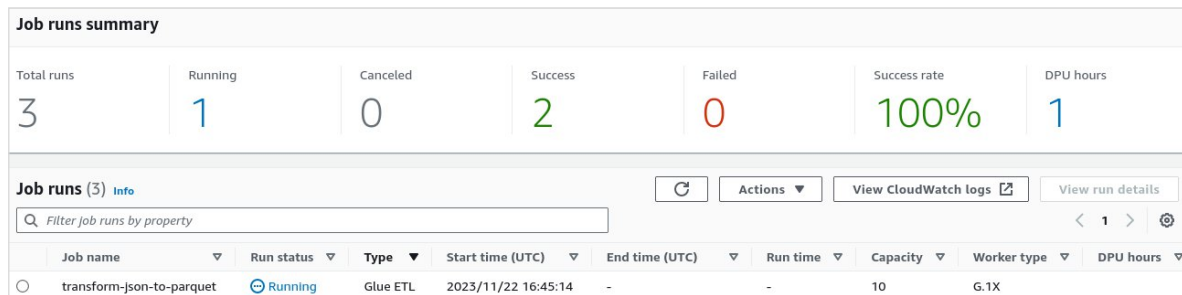 Job runs summary
Total runs Running Canceled Success Failed Success rate DPU hours
3 1 0 2 0 100% 1
Job runs (3) Info Actions View CloudWatch logs View run details
Filter job runs by property 1
Job name Run status Type Start time (UTC) End time (UTC) Run time Capacity Worker type DPU hours
transform-json-to-parquet Running Glue ETL 2023/11/22 16:45:14 - - 10 G.1X